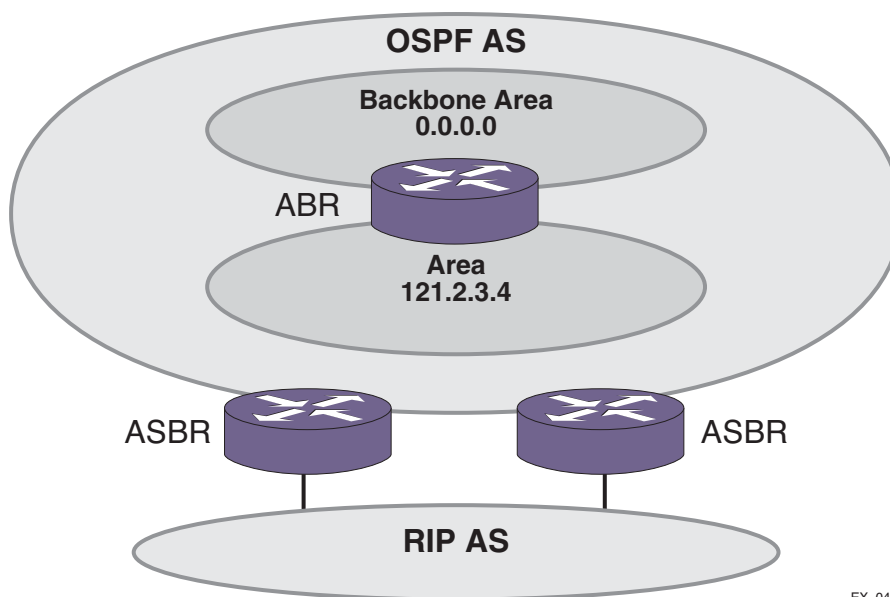 OSPF AS
Backbone Area
0.0.0.0
ABR
Area
121.2.3.4
ASBR
ASBR
RIP AS